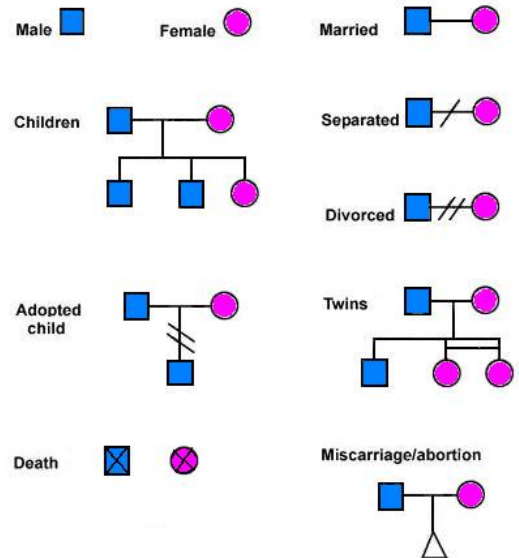 Male
Female
Married
Children
Separated
Divorced
Adopted
child
Twins
Death
Miscarriage/abortion